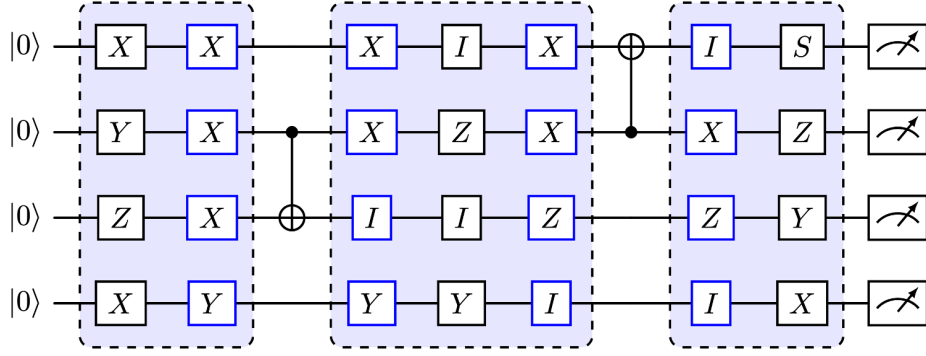 |0⟩ X X X I X I S
|0⟩ Y X X Z X X Z
|0⟩ Z X I I Z Z Y
|0⟩ X Y Y Y I I X